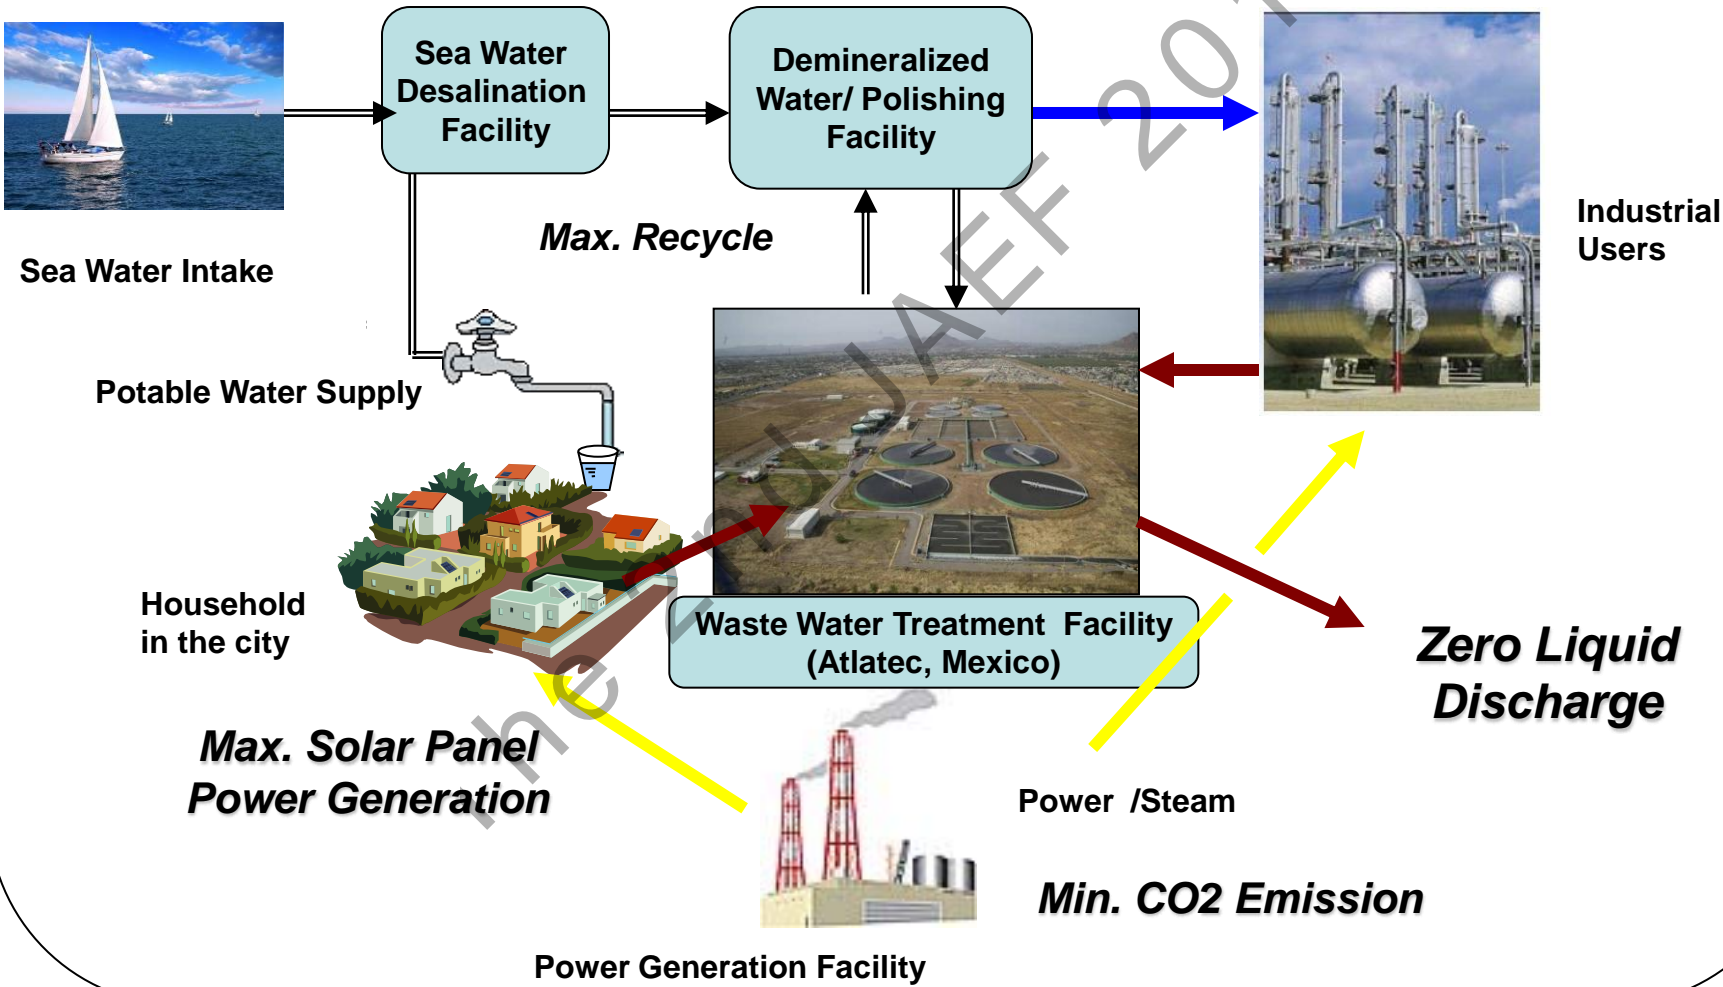 Sea Water
Desalination
Facility
Demineralized
Water/ Polishing
Facility
Sea Water Intake
Max. Recycle
Industrial
Users
Potable Water Supply
Household
in the city
Waste Water Treatment Facility
(Atlatec, Mexico)
Zero Liquid
Discharge
Max. Solar Panel
Power Generation
Power /Steam
Min. CO2 Emission
Power Generation Facility
JAEF